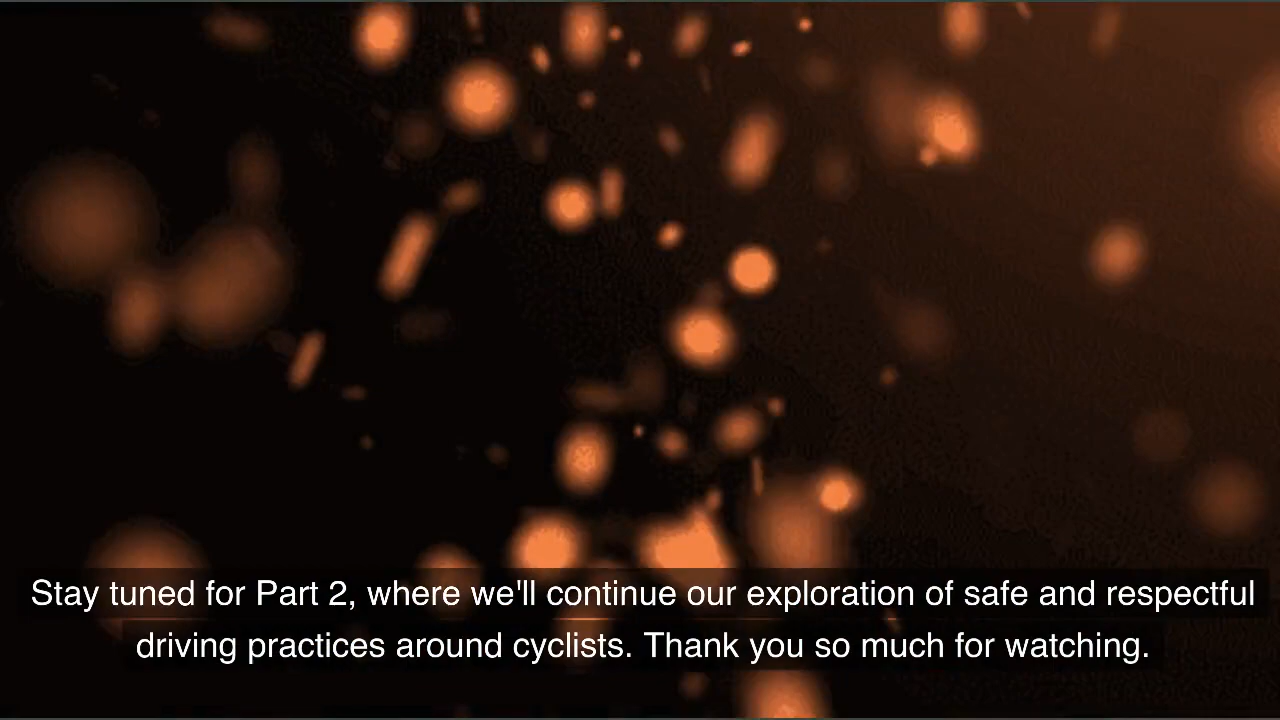 Stay tuned for Part 2, where we'll continue our exploration of safe and respectful
driving practices around cyclists. Thank you so much for watching.